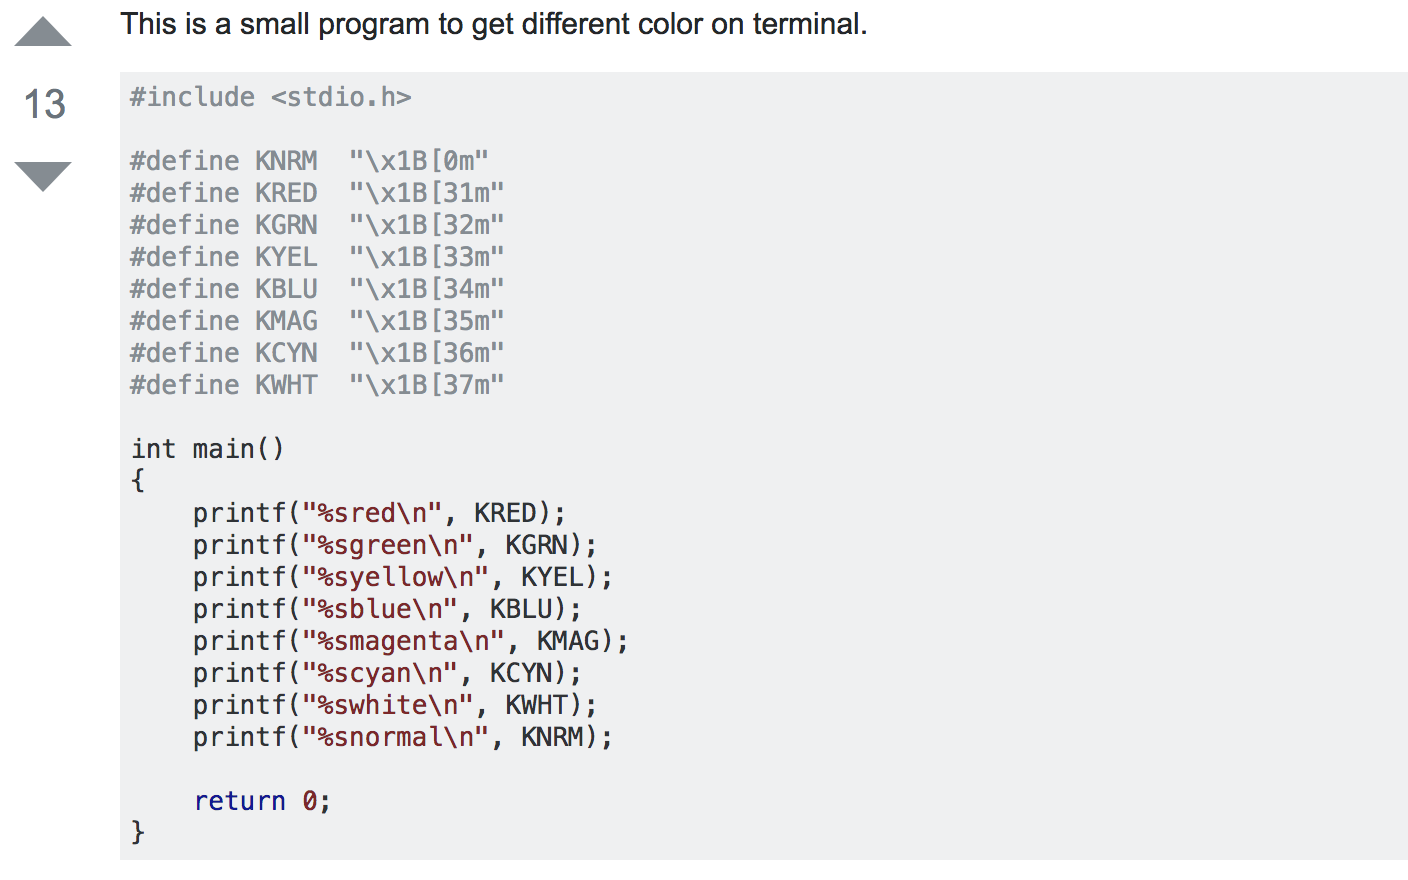 This is a small program to get different color on terminal.
13
#include <stdio.h>
#define KNRM  "\x1B[0m"
#define KRED  "\x1B[31m"
#define KGRN  "\x1B[32m"
#define KYEL  "\x1B[33m"
#define KBLU  "\x1B[34m"
#define KMAG  "\x1B[35m"
#define KCYN  "\x1B[36m"
#define KWHT  "\x1B[37m"
int main()
{
    printf("%sred\n", KRED);
    printf("%sgreen\n", KGRN);
    printf("%syellow\n", KYEL);
    printf("%sblue\n", KBLU);
    printf("%smagenta\n", KMAG);
    printf("%scyan\n", KCYN);
    printf("%swhite\n", KWHT);
    printf("%snormal\n", KNRM);
    return 0;
}